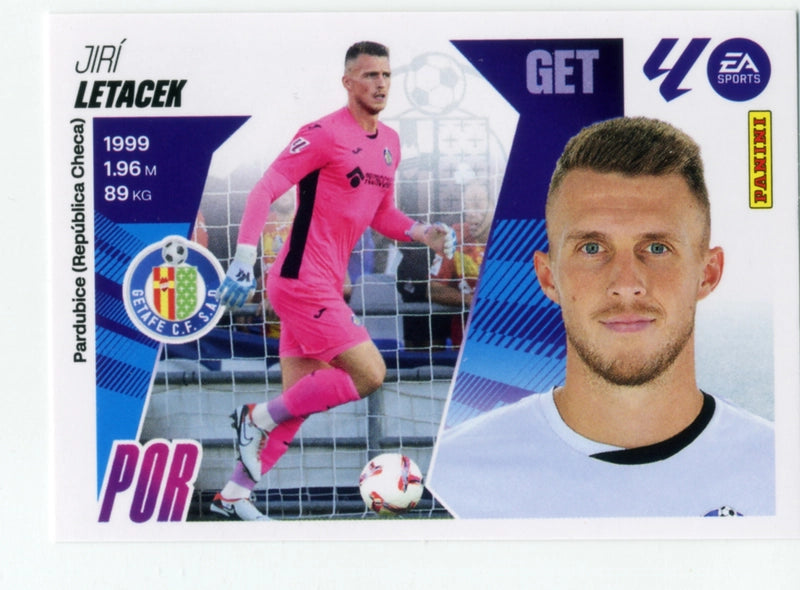 JIRÍ
LETACEK
Pardubice (República Checa)
1999
1.96 M
89 KG
GETAFE C.F. S.A.D.
POR
GET
EA
SPORTS
PANINI